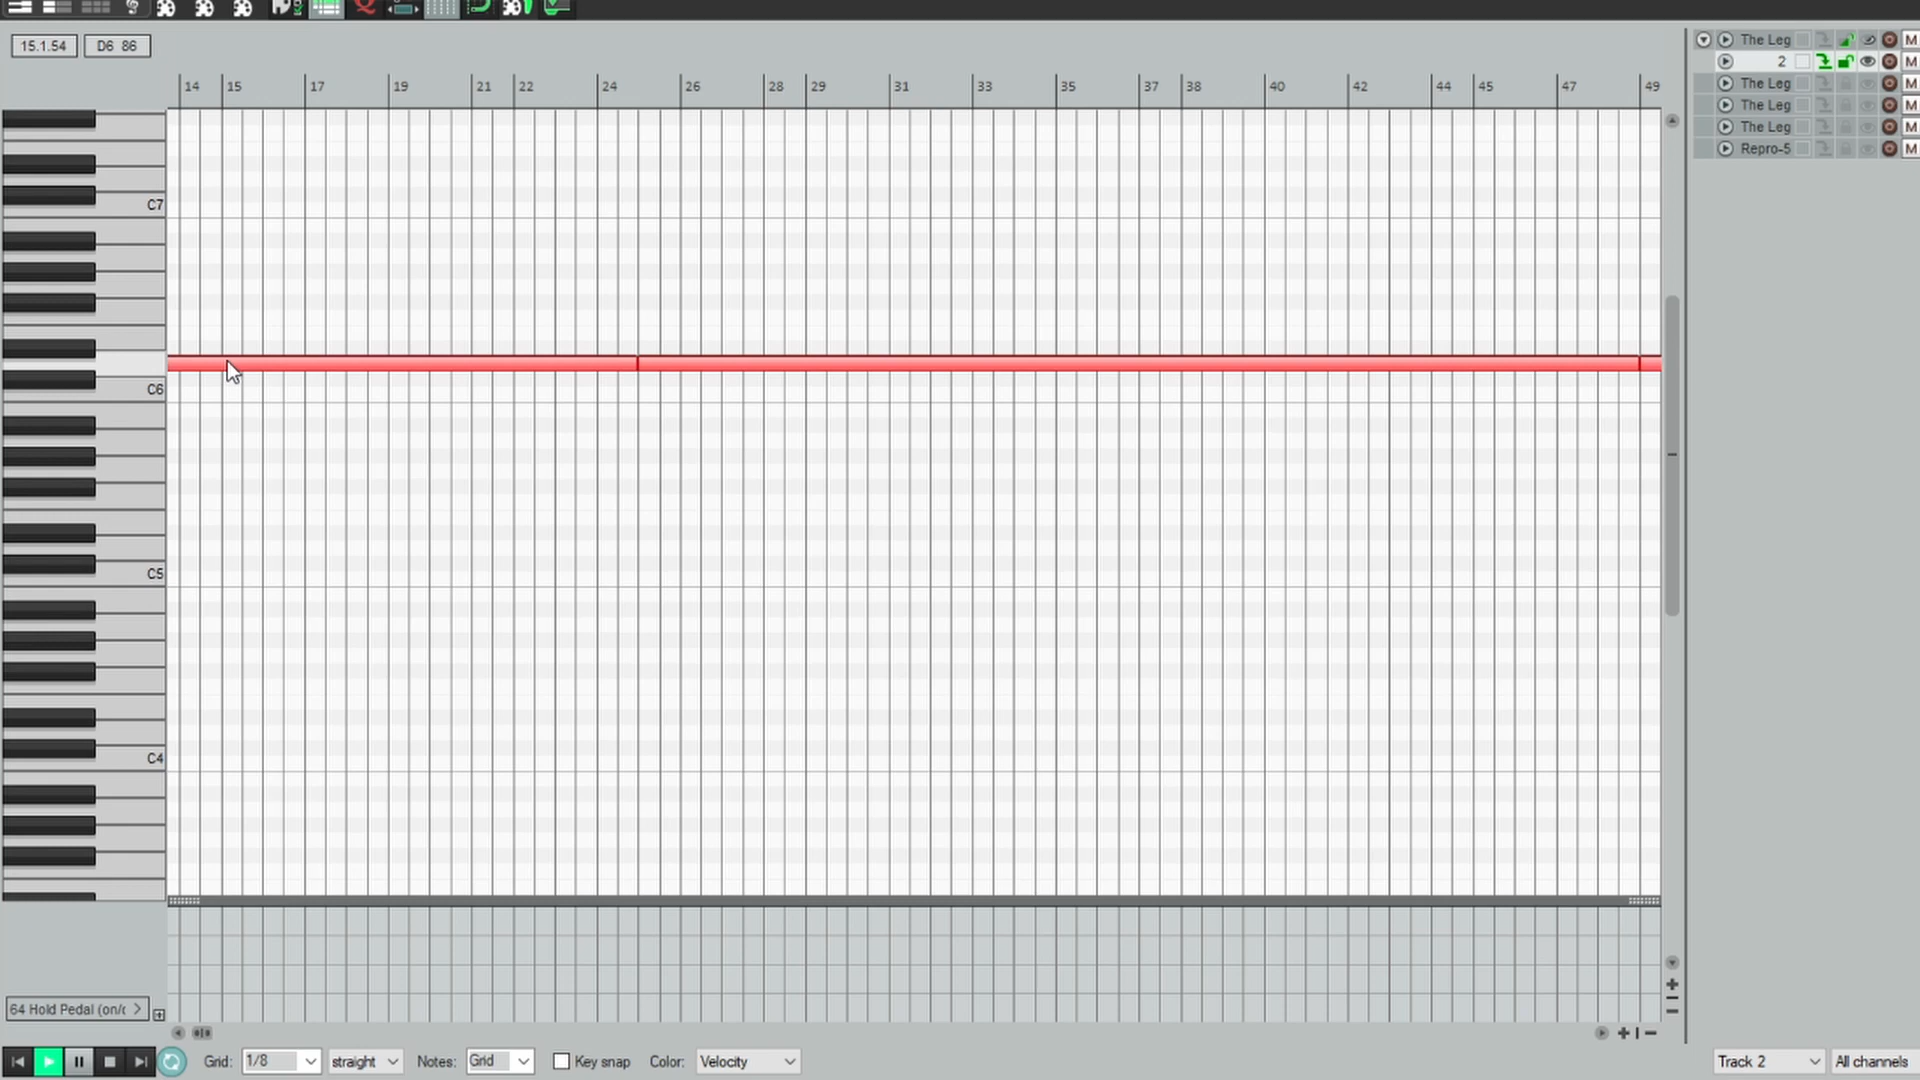 15.1.54 D6 86
14 15 17 19 21 22 24 26 28 29 31 33 35 37 38 40 42 44 45 47 49
The Leg M
2 M
The Leg M
The Leg M
The Leg M
Repro-5 M
C7
C6
C5
C4
64 Hold Pedal (on/c >
Grid: 1/8 straight Notes: Grid Key snap Color: Velocity Track 2 All channels